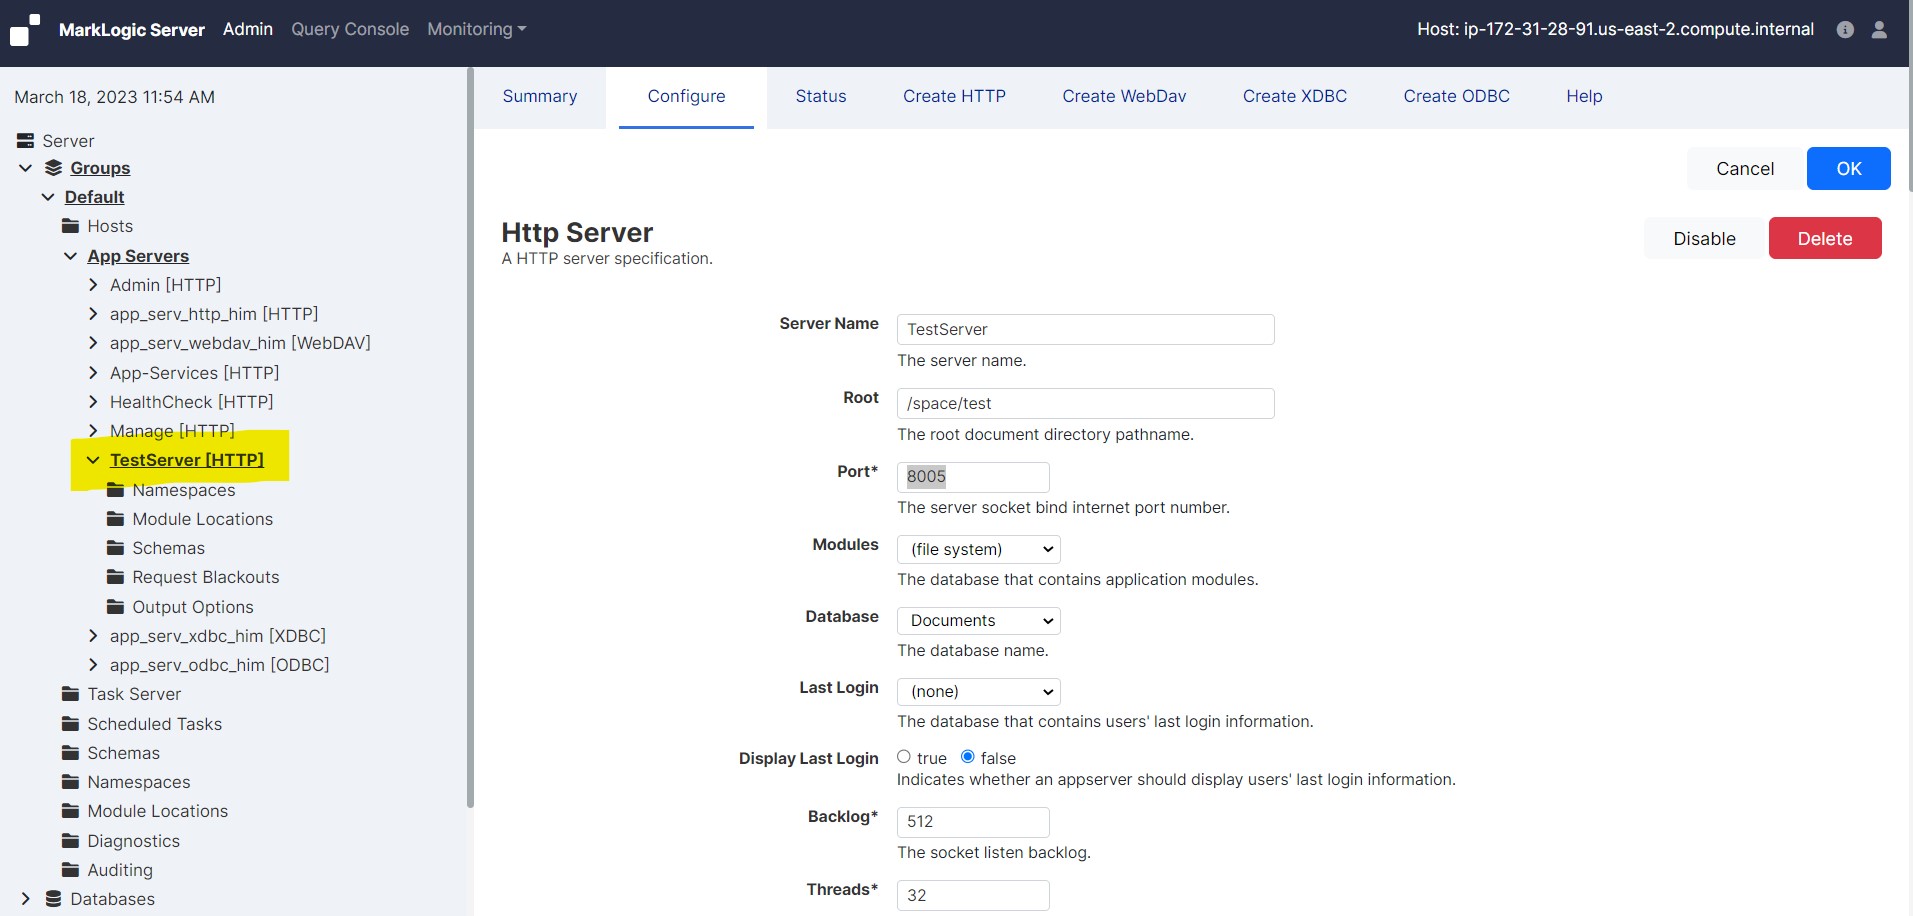 MarkLogic Server Admin Query Console Monitoring Host: ip-172-31-28-91.us-east-2.compute.internal
March 18, 2023 11:54 AM
Server
Groups
Default
Hosts
App Servers
Admin [HTTP]
app_serv_http_him [HTTP]
app_serv_webdav_him [WebDAV]
App-Services [HTTP]
HealthCheck [HTTP]
Manage [HTTP]
TestServer [HTTP]
Namespaces
Module Locations
Schemas
Request Blackouts
Output Options
app_serv_xdbc_him [XDBC]
app_serv_odbc_him [ODBC]
Task Server
Scheduled Tasks
Schemas
Namespaces
Module Locations
Diagnostics
Auditing
Databases
Summary Configure Status Create HTTP Create WebDav Create XDBC Create ODBC Help
Cancel OK
Http Server
A HTTP server specification.
Disable Delete
Server Name TestServer
The server name.
Root /space/test
The root document directory pathname.
Port* 8005
The server socket bind internet port number.
Modules (file system)
The database that contains application modules.
Database Documents
The database name.
Last Login (none)
The database that contains users' last login information.
Display Last Login true false
Indicates whether an appserver should display users' last login information.
Backlog* 512
The socket listen backlog.
Threads* 32